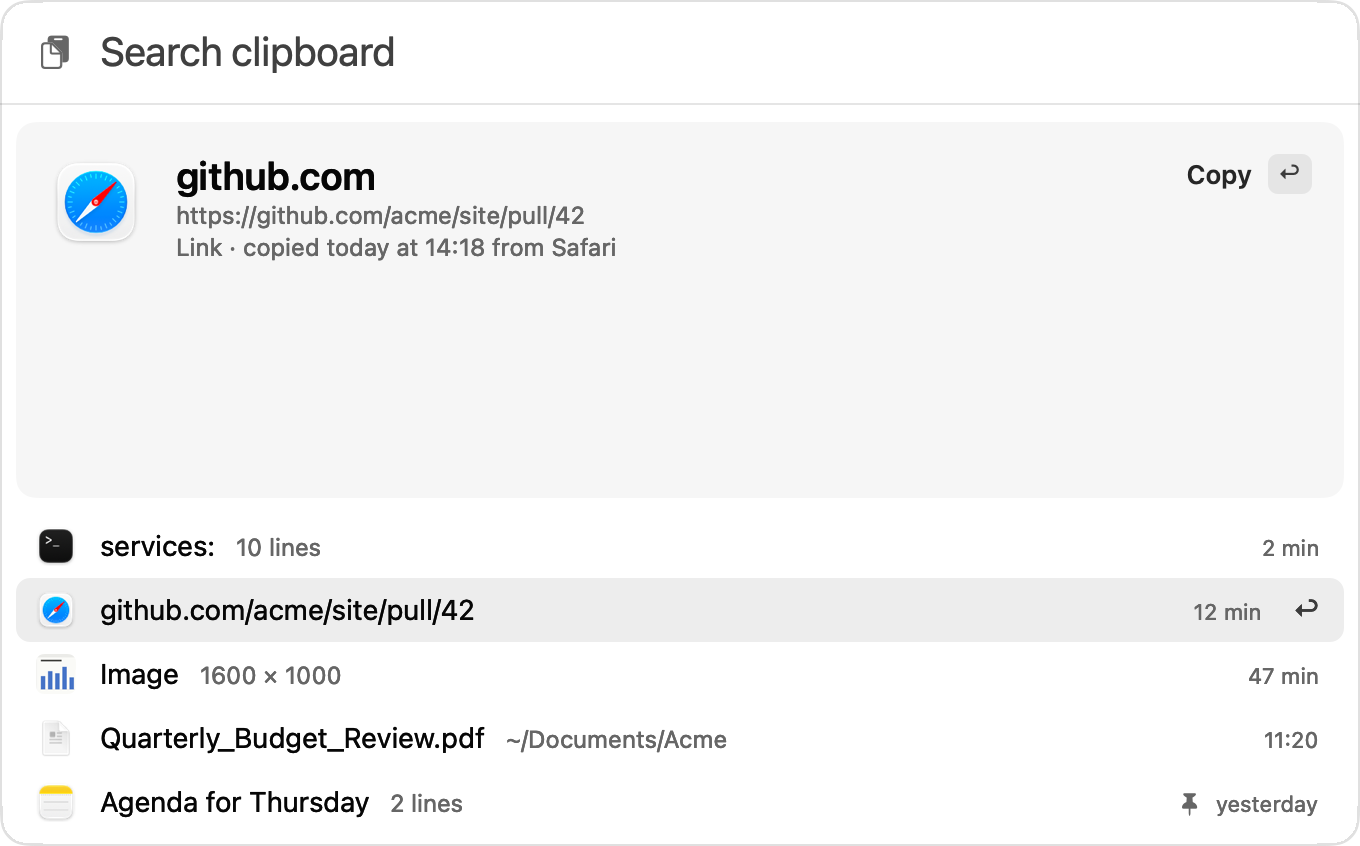 Search clipboard
github.com
Copy
https://github.com/acme/site/pull/42
Link · copied today at 14:18 from Safari
services: 10 lines 2 min
github.com/acme/site/pull/42 12 min
Image 1600 × 1000 47 min
Quarterly_Budget_Review.pdf ~/Documents/Acme 11:20
Agenda for Thursday 2 lines yesterday